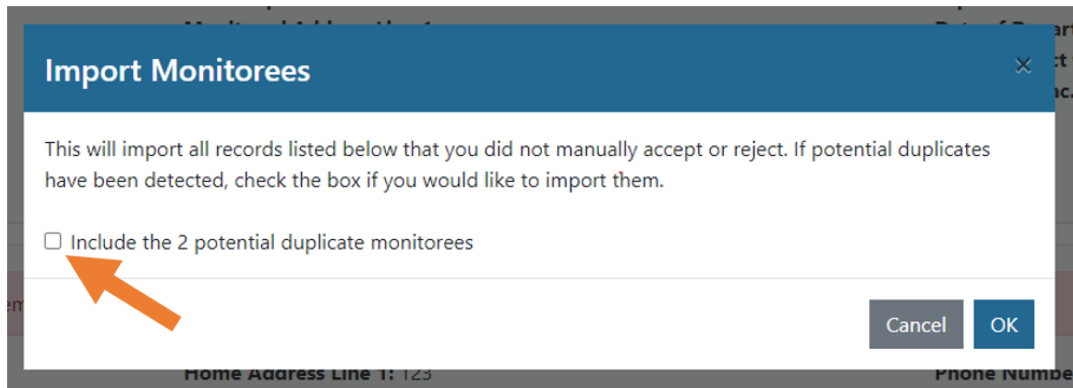 Import Monitorees
×
This will import all records listed below that you did not manually accept or reject. If potential duplicates
have been detected, check the box if you would like to import them.
Include the 2 potential duplicate monitorees
Cancel OK
Home Address Line 1: 123 Phone Numbe